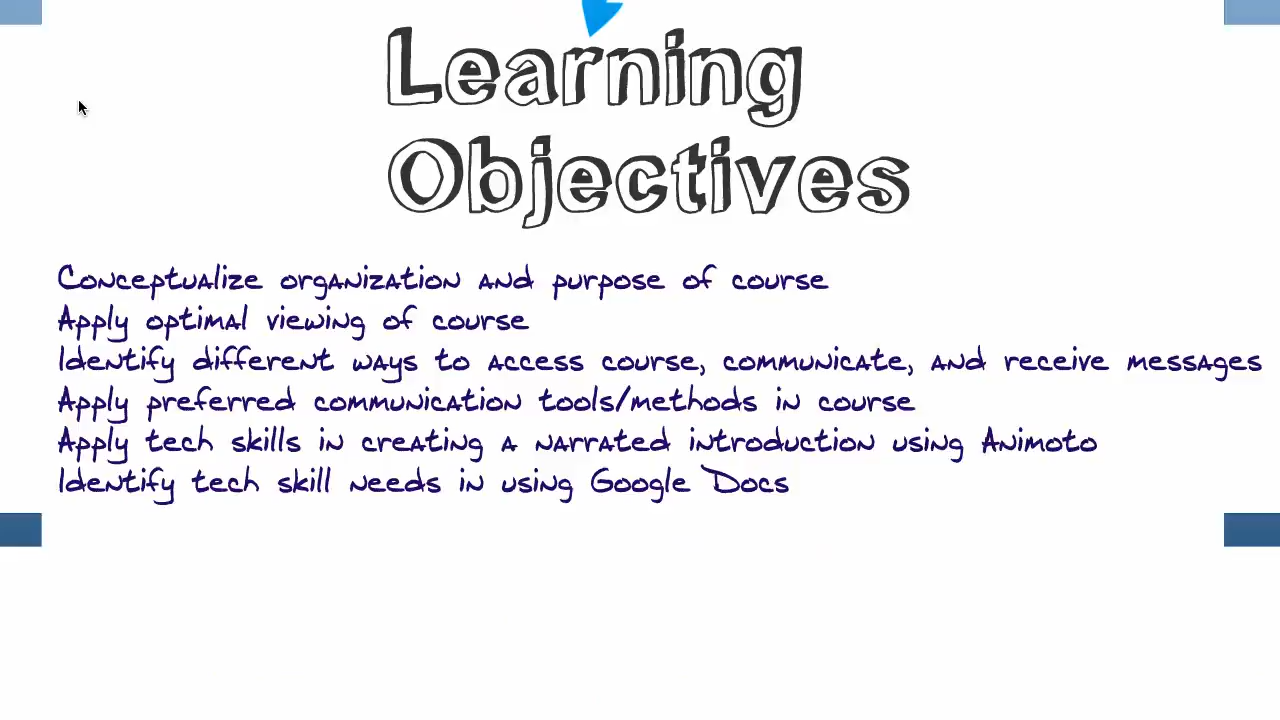 Learning
Objectives
Conceptualize organization and purpose of course
Apply optimal viewing of course
Identify different ways to access course, communicate, and receive messages
Apply preferred communication tools/methods in course
Apply tech skills in creating a narrated introduction using Animoto
Identify tech skill needs in using Google Docs